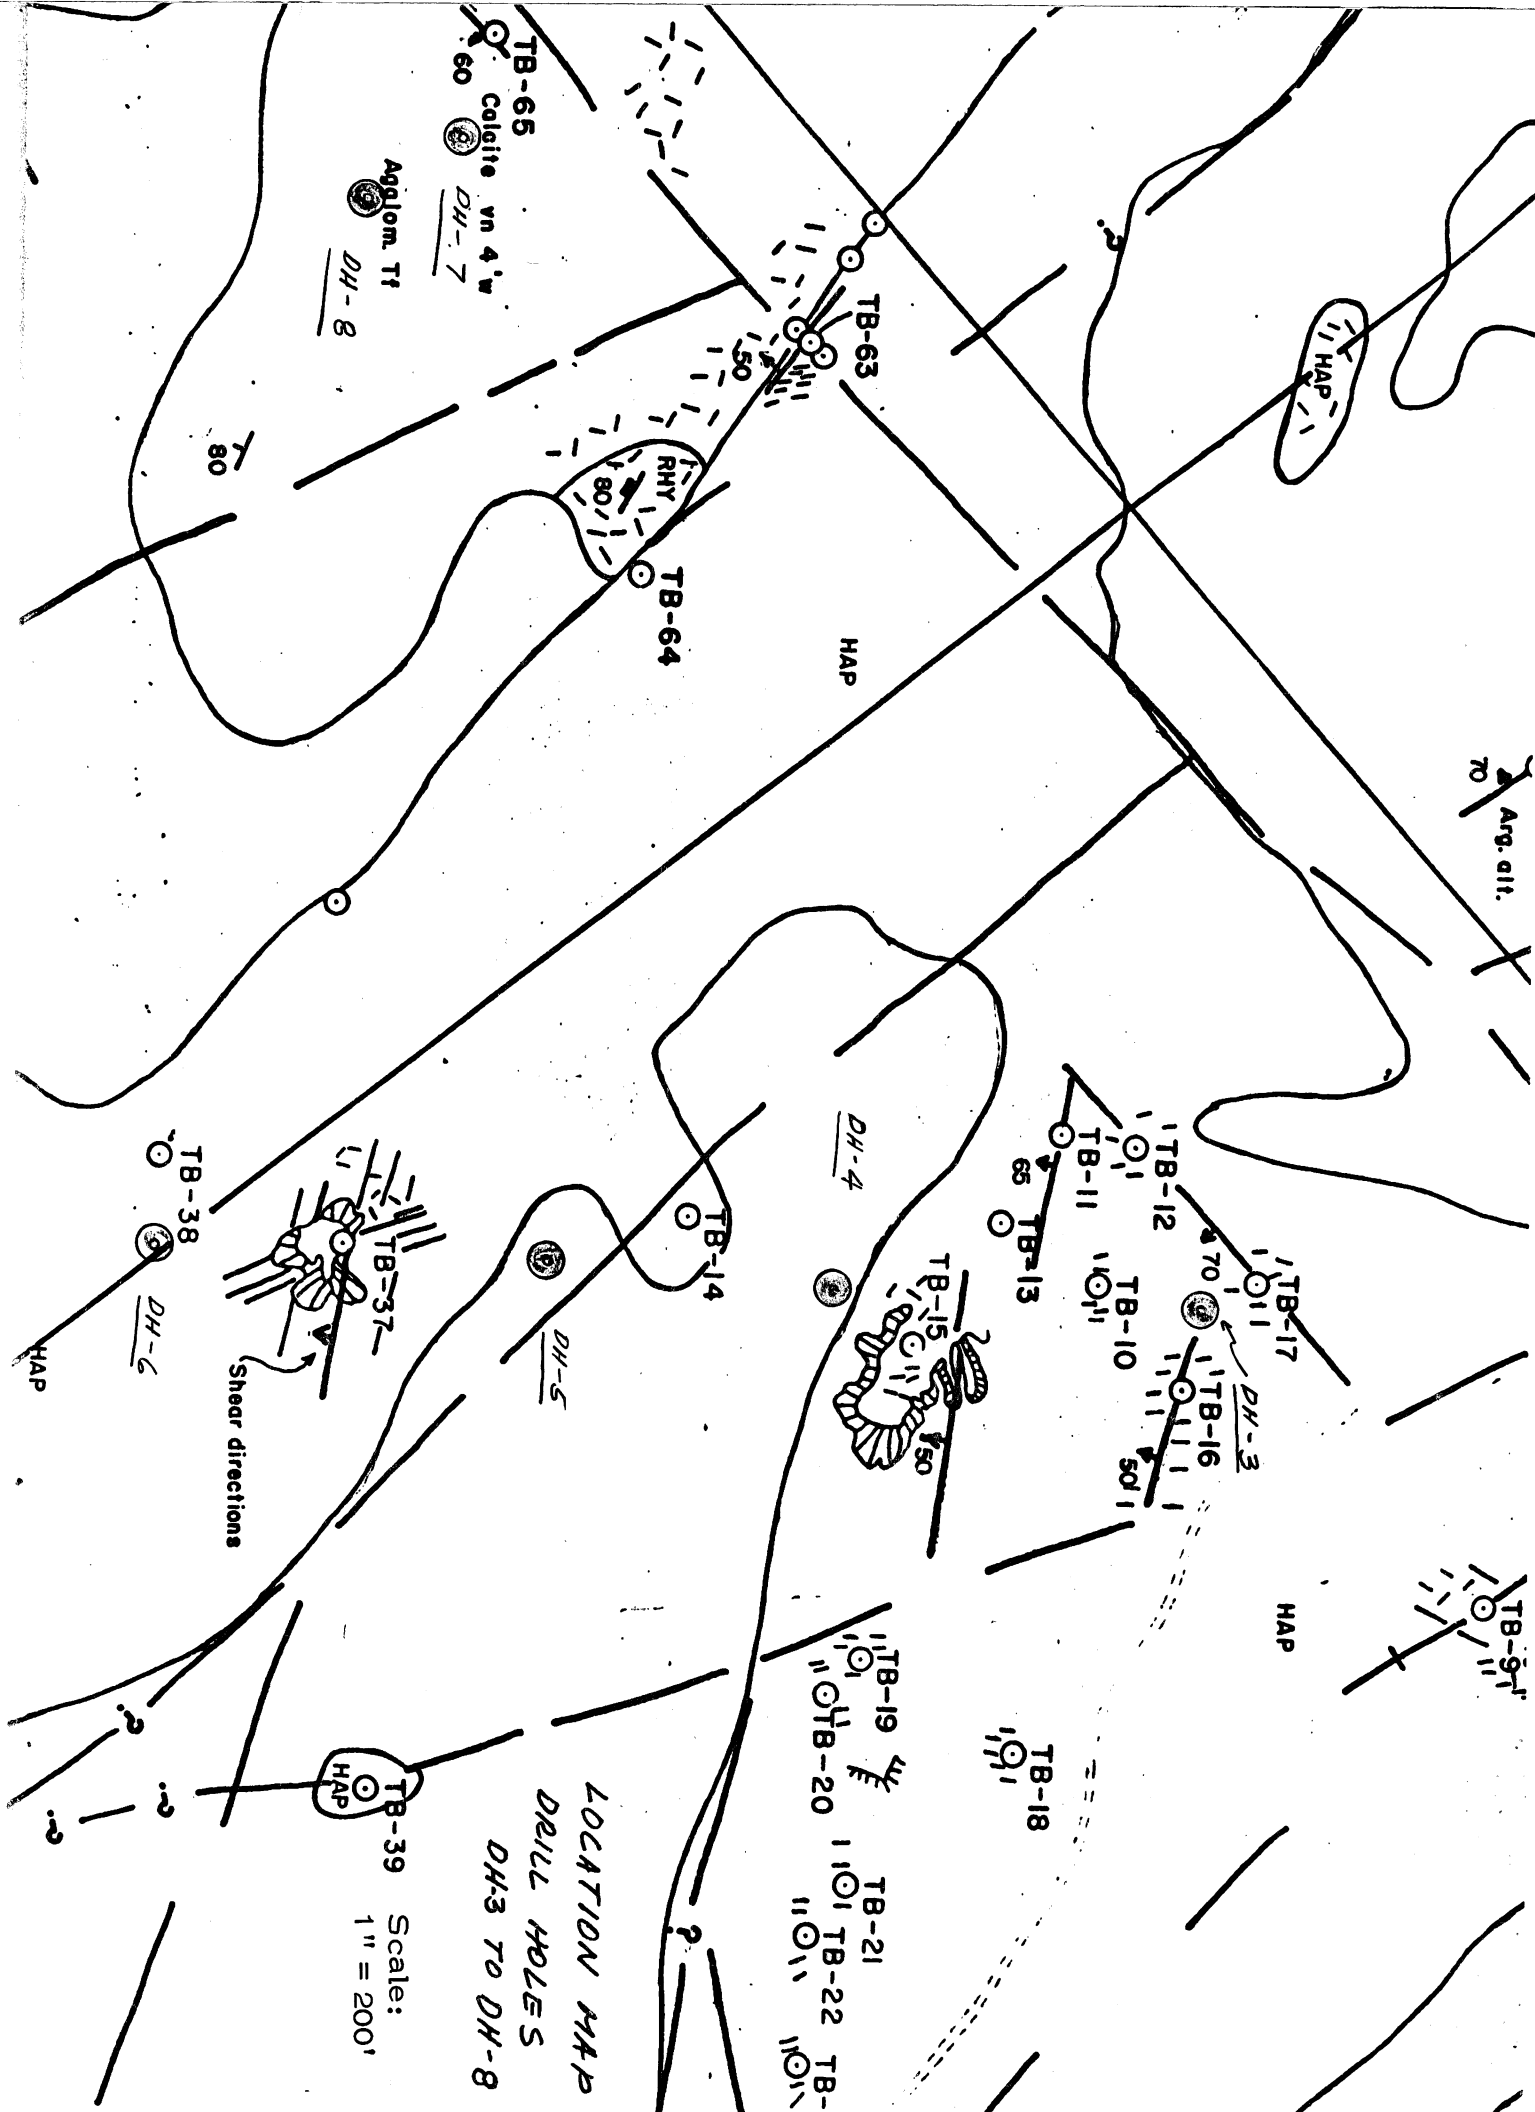 TB-65
60
Calcite vn 4'w
DH-7
Agglom. Tf
DH-8
TB-63
50
HAP
80
RHY
80
TB-64
HAP
70
Arg. alt.
?
TB-12
TB-11
65
TB-13
70
TB-17
TB-10
DH-3
TB-16
50
DH-4
TB-15
50
TB-14
DH-5
TB-38
DH-6
TB-37
Shear directions
HAP
HAP
TB-9
TB-19
TB-20
TB-18
TB-21
TB-22
TB-
?
?
?
?
TB-39
HAP
LOCATION MAP
DRILL HOLES
DH-3 TO DH-8
Scale:
1" = 200'